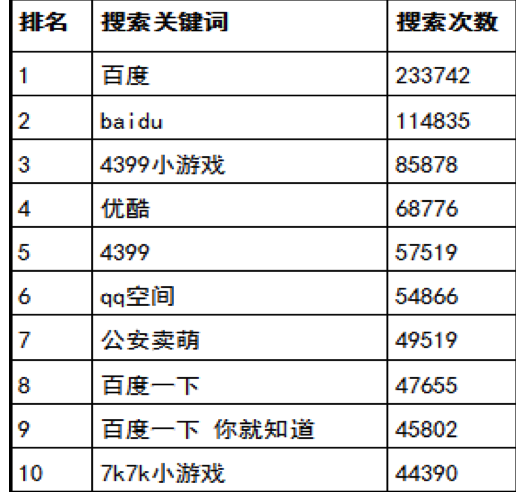 排名 搜索关键词 搜索次数
1 百度 233742
2 baidu 114835
3 4399小游戏 85878
4 优酷 68776
5 4399 57519
6 qq空间 54866
7 公安卖萌 49519
8 百度一下 47655
9 百度一下 你就知道 45802
10 7k7k小游戏 44390